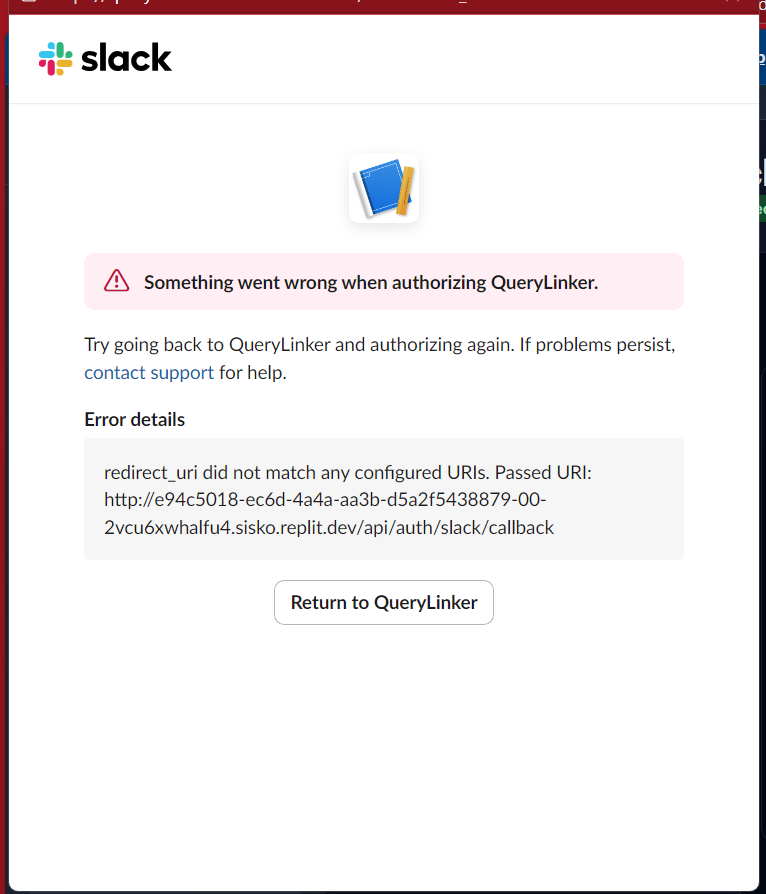 slack
Something went wrong when authorizing QueryLinker.
Try going back to QueryLinker and authorizing again. If problems persist,
contact support for help.
Error details
redirect_uri did not match any configured URIs. Passed URI:
http://e94c5018-ec6d-4a4a-aa3b-d5a2f5438879-00-
2vcu6xwhalfu4.sisko.replit.dev/api/auth/slack/callback
Return to QueryLinker